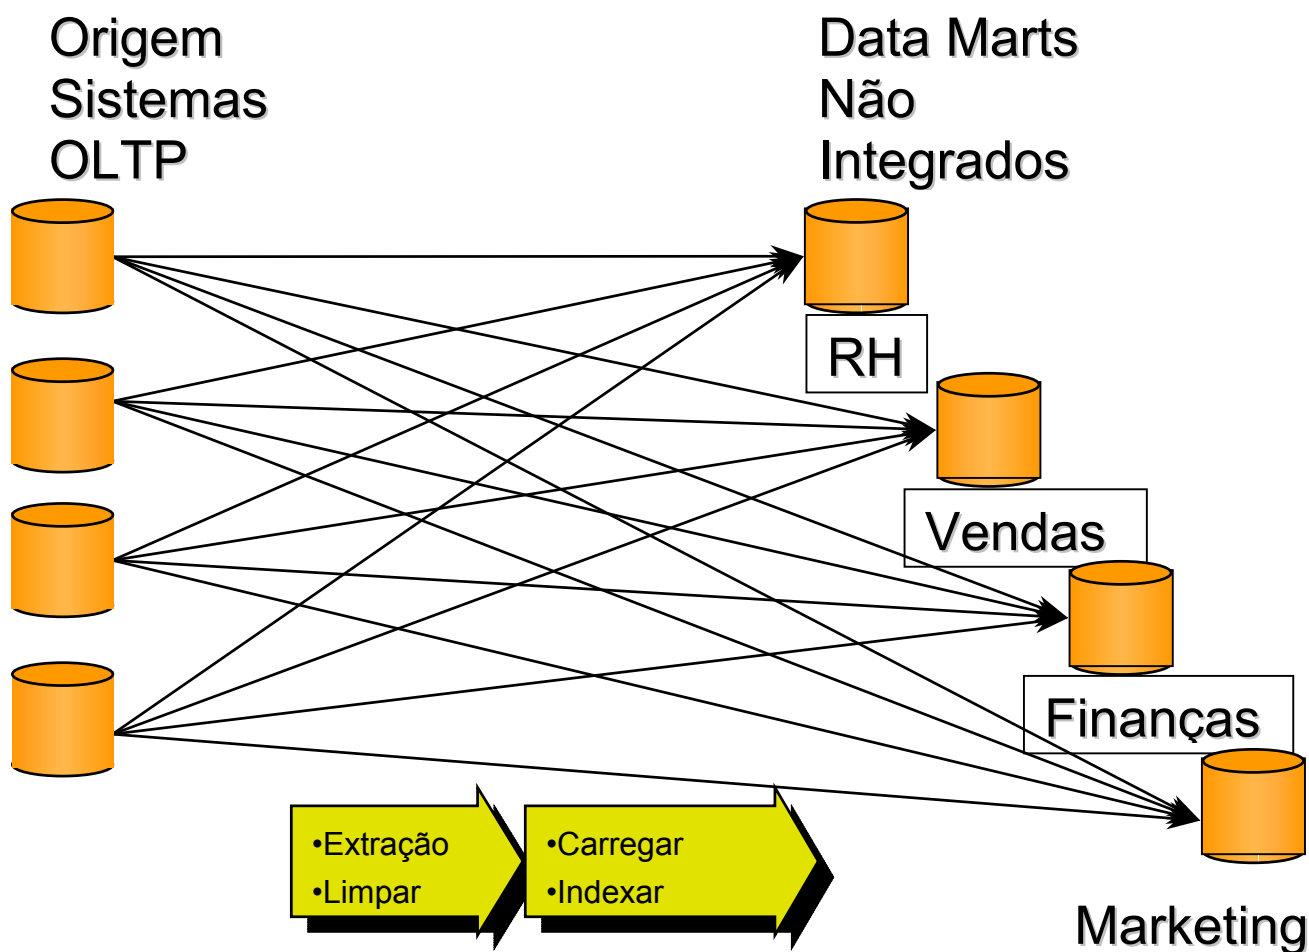 Origem
Sistemas
OLTP
Data Marts
Não
Integrados
RH
Vendas
Finanças
Marketing
•Extração
•Limpar
•Carregar
•Indexar